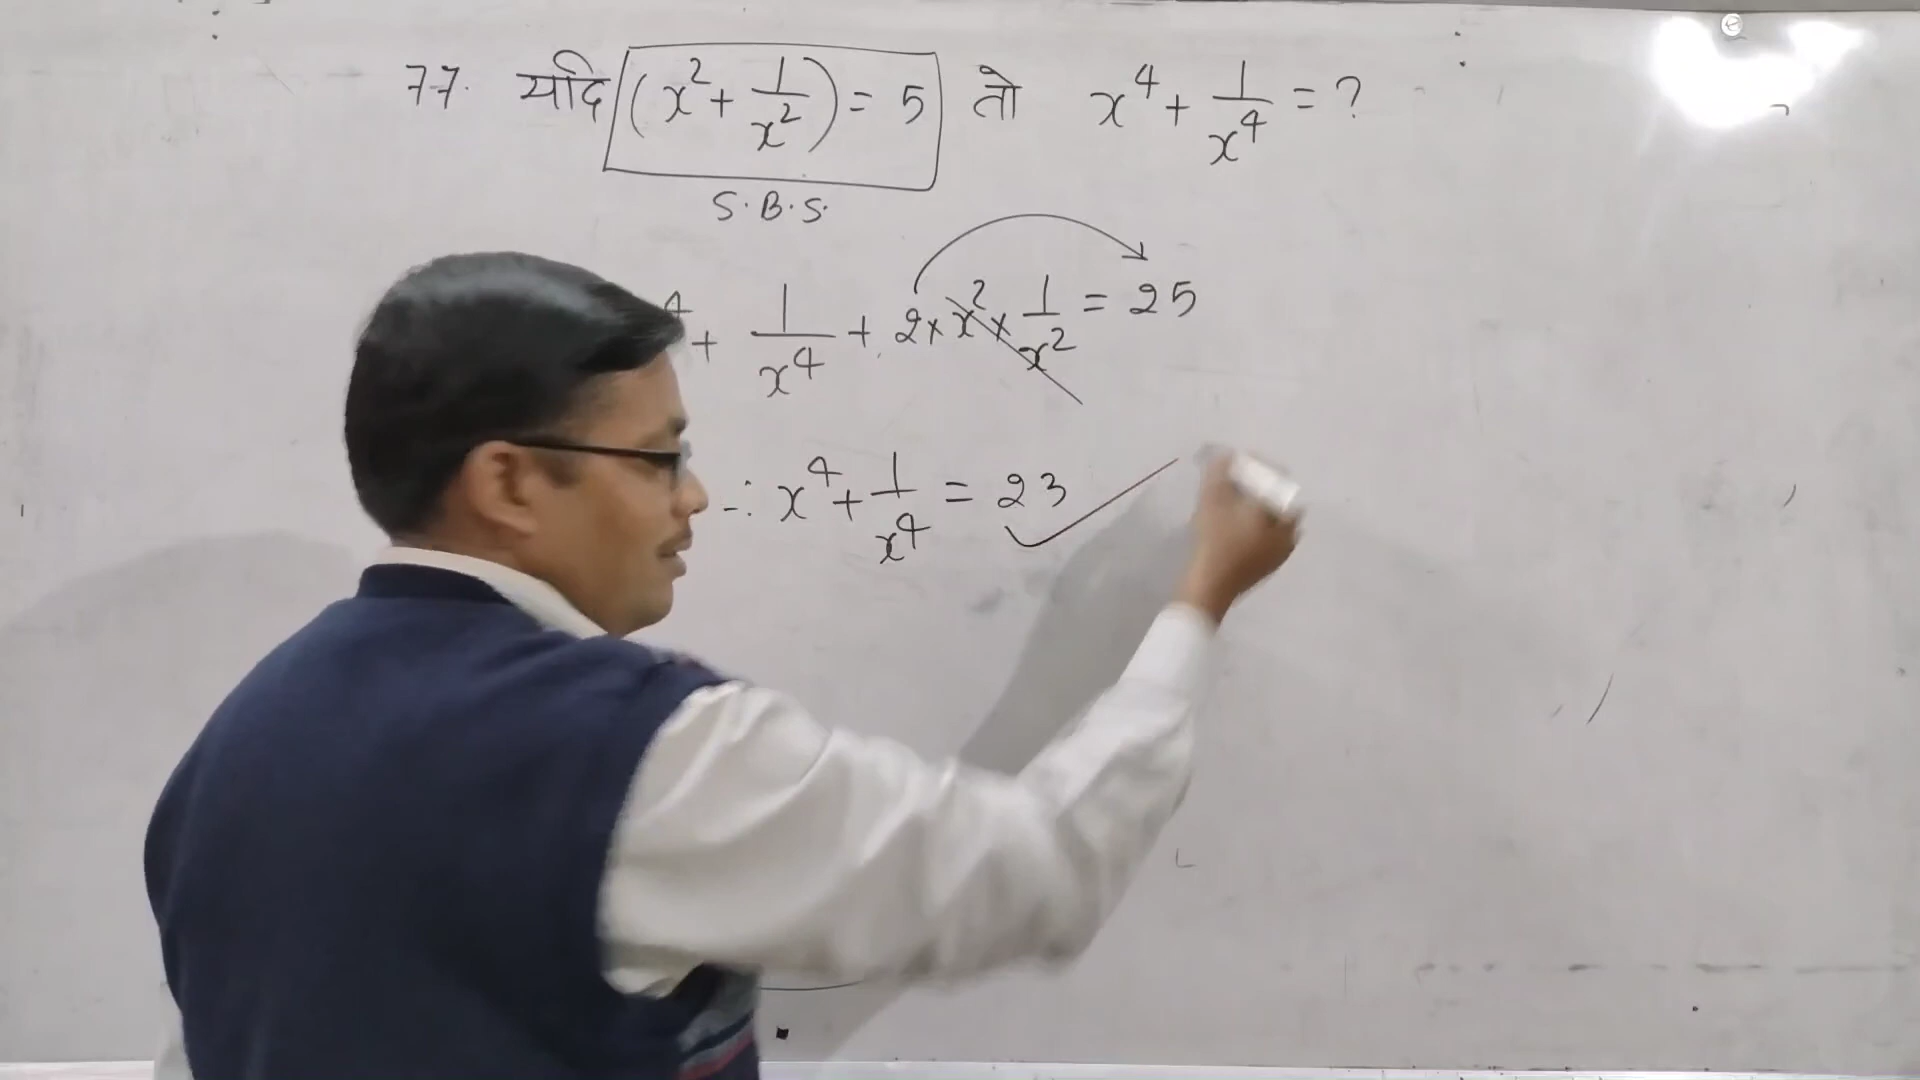 77. यदि (x² + 1/x²) = 5 तो x⁴ + 1/x⁴ = ?
S.B.S.
⁴ + 1/x⁴ + 2 × x² × 1/x² = 25
∴ x⁴ + 1/x⁴ = 23